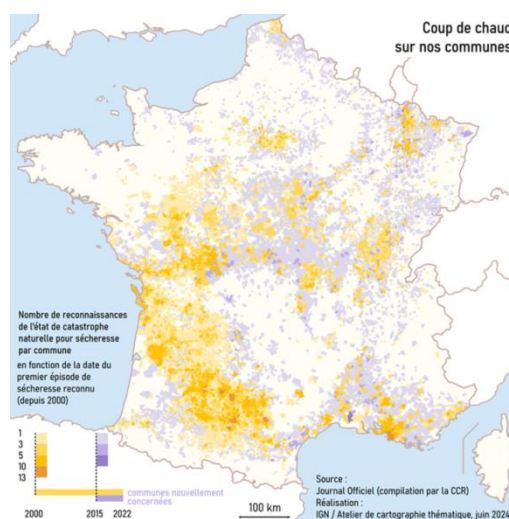 Coup de chaud
sur nos communes
Nombre de reconnaissances
de l'état de catastrophe
naturelle pour sécheresse
par commune
en fonction de la date du
premier épisode de
sécheresse reconnu
(depuis 2000)
1
3
5
10
13
communes nouvellement
concernées
2000
2015
2022
100 km
Source :
Journal Officiel (compilation par la CCR)
Réalisation :
IGN / Atelier de cartographie thématique, juin 2024